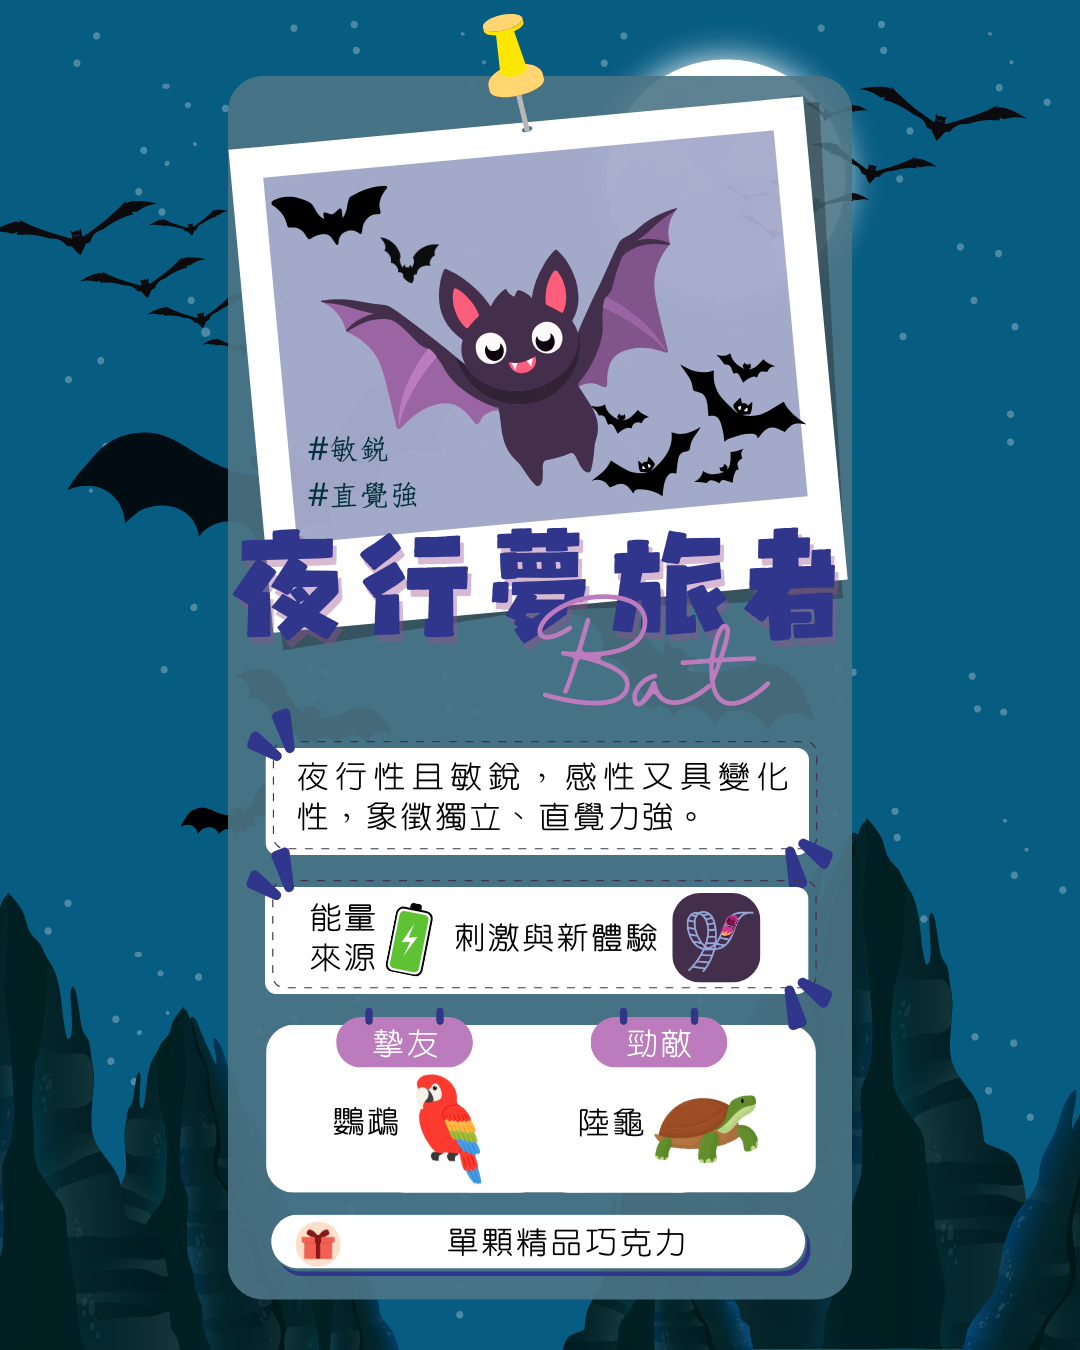 #敏銳
#直覺強
夜行夢旅者
Bat
夜行性且敏銳，感性又具變化
性，象徵獨立、直覺力強。
能量
來源
刺激與新體驗
摯友
勁敵
鸚鵡
陸龜
單顆精品巧克力